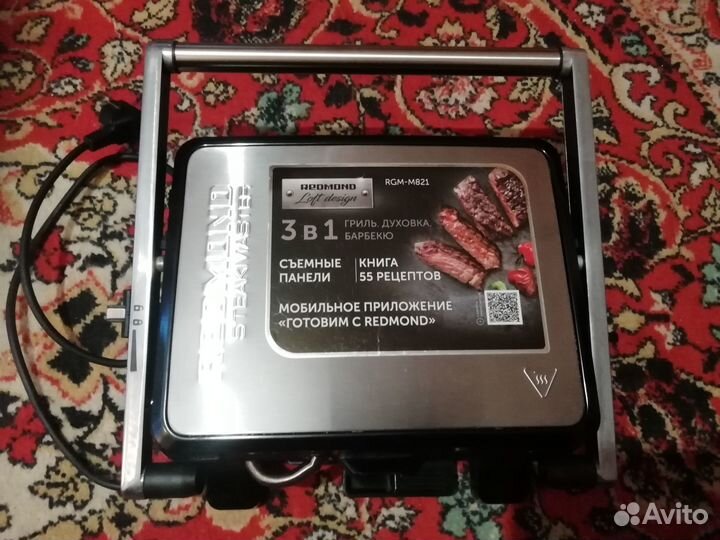 REDMOND
Loft design
RGM-M821
3 в 1
ГРИЛЬ, ДУХОВКА,
БАРБЕКЮ
СЪЕМНЫЕ
ПАНЕЛИ
КНИГА
55 РЕЦЕПТОВ
МОБИЛЬНОЕ ПРИЛОЖЕНИЕ
«ГОТОВИМ С REDMOND»
REDMOND
STEAKMASTER
Avito